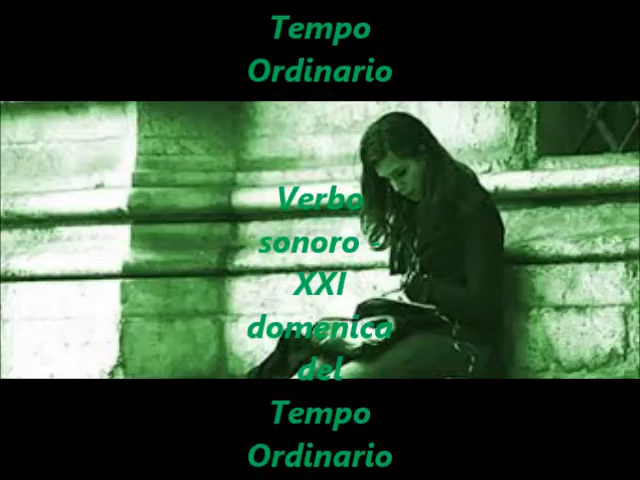 Tempo
Ordinario
Verbo
sonoro -
XXI
domenica
del
Tempo
Ordinario